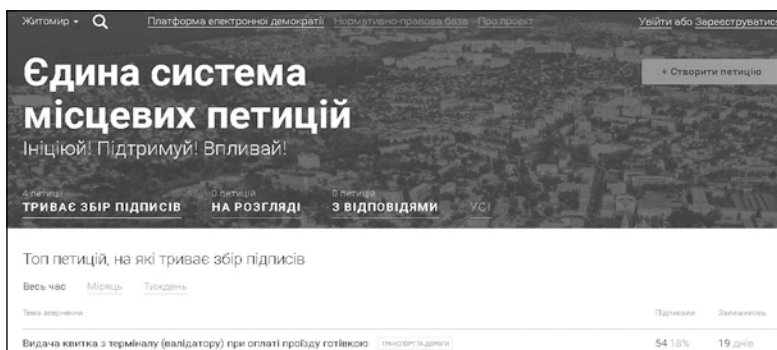 Житомир
Платформа електронної демократії Нормативно-правова база Про проект
Увійти або Зареєструватися
Єдина система
місцевих петицій
+ Створити петицію
Ініціюй! Підтримуй! Впливай!
4 петиції 0 петицій 0 петицій
ТРИВАЄ ЗБІР ПІДПИСІВ НА РОЗГЛЯДІ З ВІДПОВІДЯМИ УСІ
Топ петицій, на які триває збір підписів
Весь час Місяць Тиждень
Тема звернення Підписали Залишилось
Видача квитка з терміналу (валідатору) при оплаті проїзду готівкою ТРАНСПОРТ ТА ДОРОГИ 54 18% 19 днів